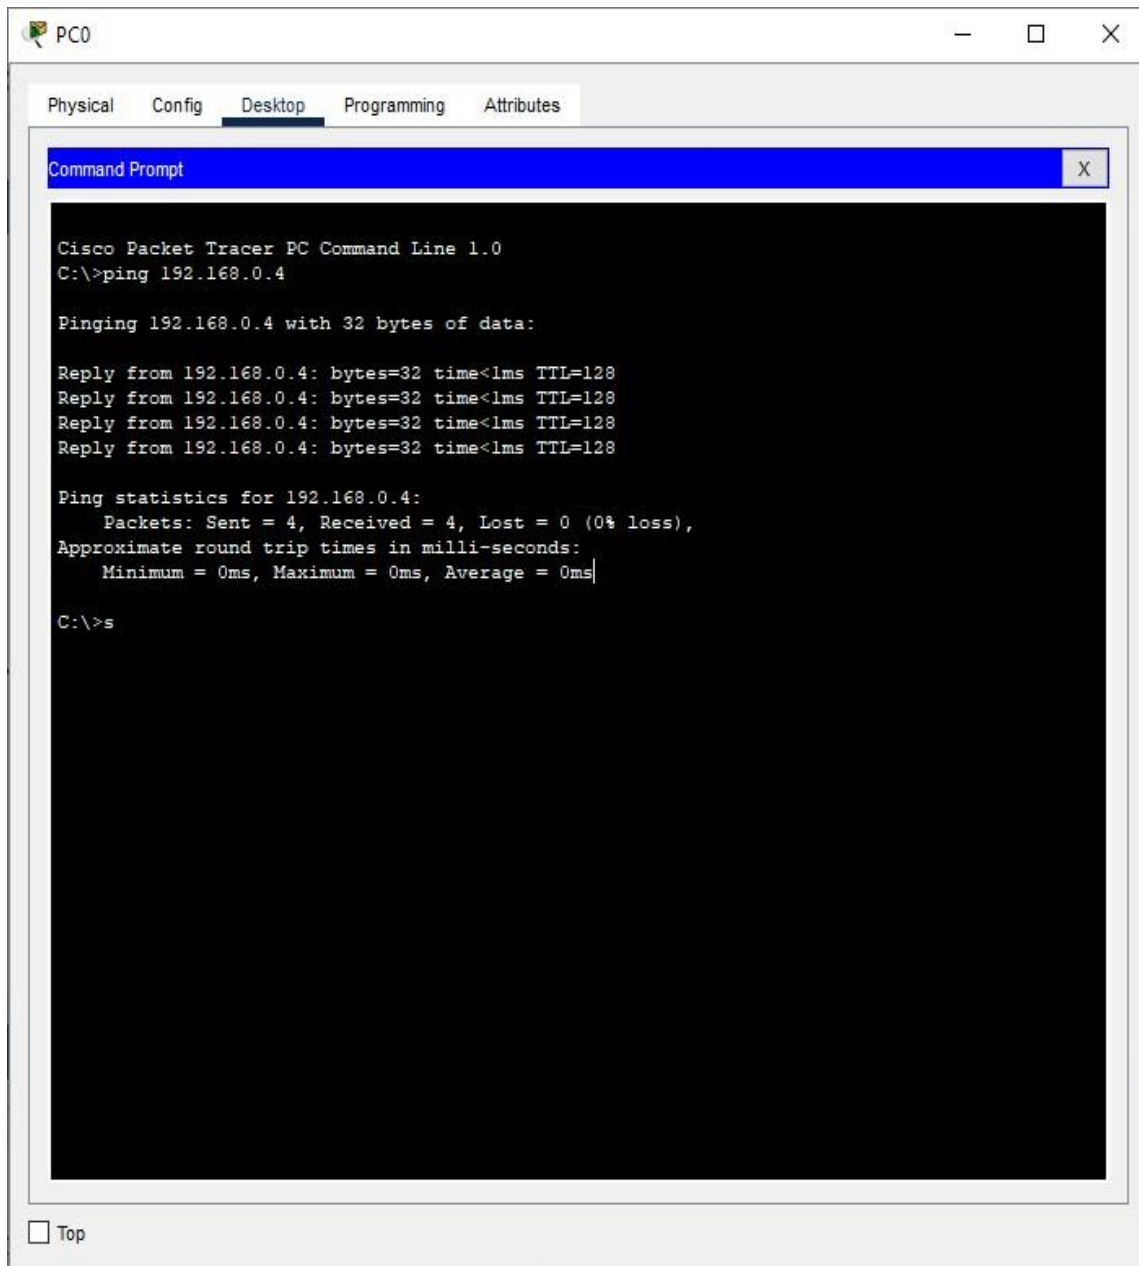 PC0
Physical Config Desktop Programming Attributes
Command Prompt X
Cisco Packet Tracer PC Command Line 1.0
C:\>ping 192.168.0.4
Pinging 192.168.0.4 with 32 bytes of data:
Reply from 192.168.0.4: bytes=32 time<1ms TTL=128
Reply from 192.168.0.4: bytes=32 time<1ms TTL=128
Reply from 192.168.0.4: bytes=32 time<1ms TTL=128
Reply from 192.168.0.4: bytes=32 time<1ms TTL=128
Ping statistics for 192.168.0.4:
Packets: Sent = 4, Received = 4, Lost = 0 (0% loss),
Approximate round trip times in milli-seconds:
Minimum = 0ms, Maximum = 0ms, Average = 0ms
C:\>s
Top